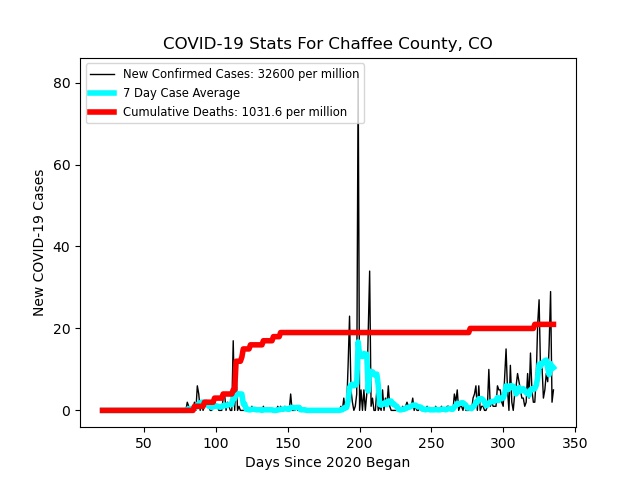 COVID-19 Stats For Chaffee County, CO
New Confirmed Cases: 32600 per million
7 Day Case Average
Cumulative Deaths: 1031.6 per million
New COVID-19 Cases
80
60
40
20
0
50 100 150 200 250 300 350
Days Since 2020 Began